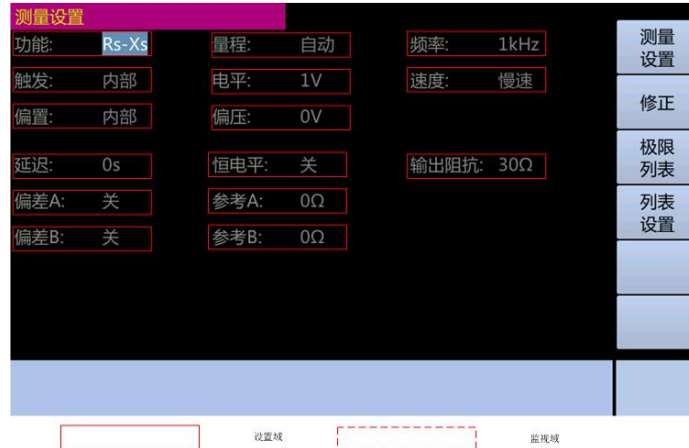 测量设置
功能: Rs-Xs 量程: 自动 频率: 1kHz
触发: 内部 电平: 1V 速度: 慢速
偏置: 内部 偏压: 0V
延迟: 0s 恒电平: 关 输出阻抗: 30Ω
偏差A: 关 参考A: 0Ω
偏差B: 关 参考B: 0Ω
测量
设置
修正
极限
列表
列表
设置
设置域 监视域